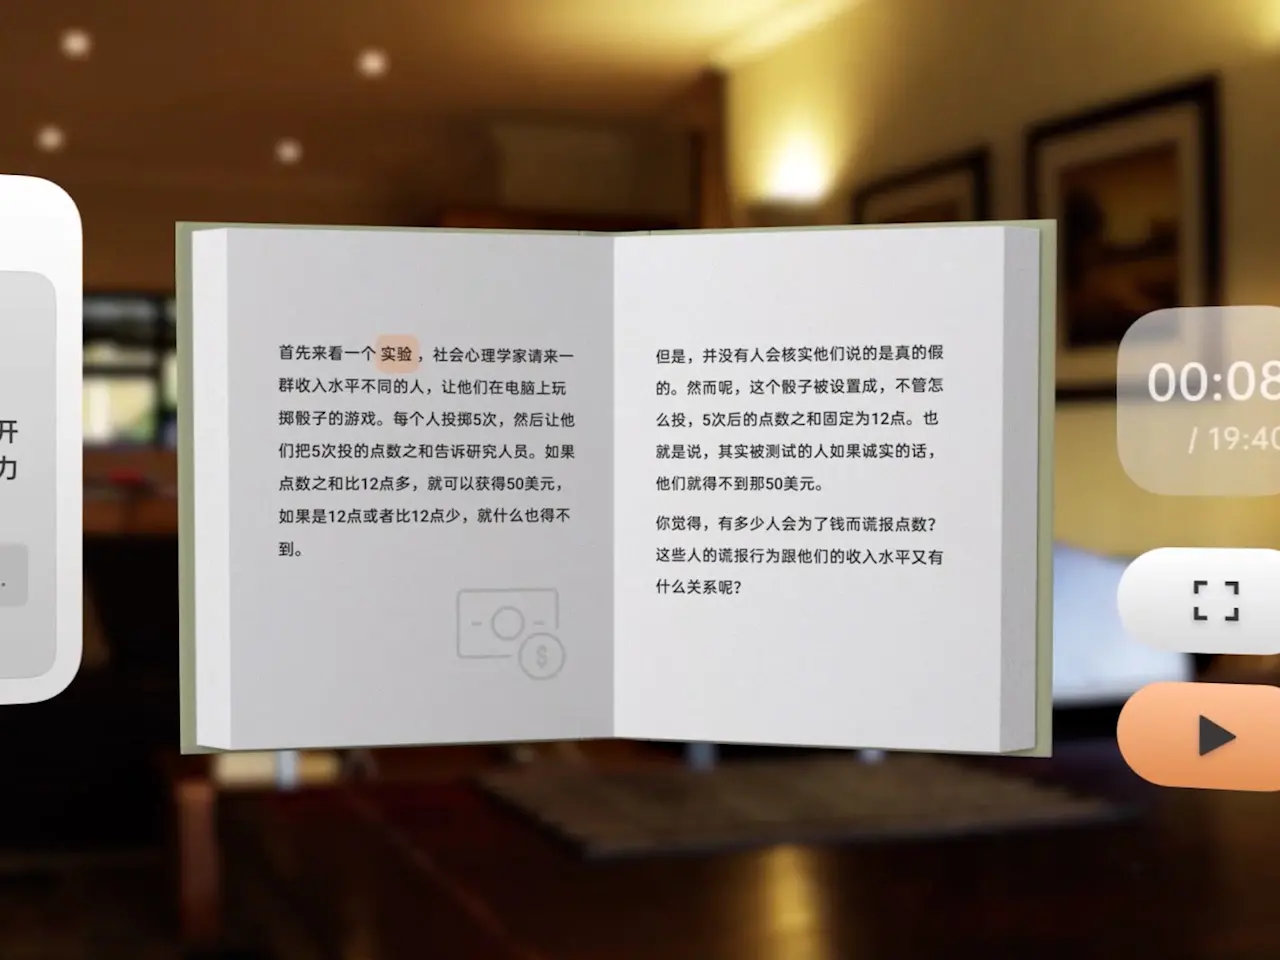 开
力
首先来看一个 实验 ，社会心理学家请来一
群收入水平不同的人，让他们在电脑上玩
掷骰子的游戏。每个人投掷5次，然后让他
们把5次投的点数之和告诉研究人员。如果
点数之和比12点多，就可以获得50美元，
如果是12点或者比12点少，就什么也得不
到。
$
但是，并没有人会核实他们说的是真的假
的。然而呢，这个骰子被设置成，不管怎
么投，5次后的点数之和固定为12点。也
就是说，其实被测试的人如果诚实的话，
他们就得不到那50美元。
你觉得，有多少人会为了钱而谎报点数？
这些人的谎报行为跟他们的收入水平又有
什么关系呢？
00:08
/ 19:40